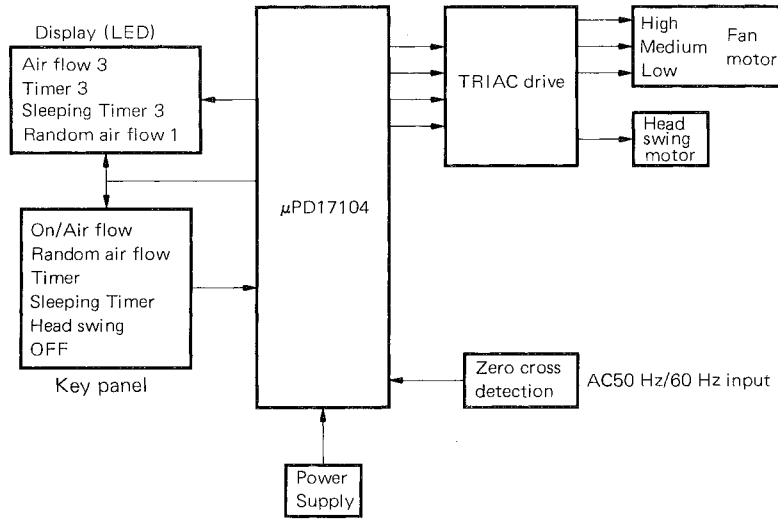 Display (LED)
Air flow 3
Timer 3
Sleeping Timer 3
Random air flow 1
On/Air flow
Random air flow
Timer
Sleeping Timer
Head swing
OFF
Key panel
μPD17104
TRIAC drive
High
Medium
Low
Fan
motor
Head
swing
motor
Zero cross
detection
AC50 Hz/60 Hz input
Power
Supply